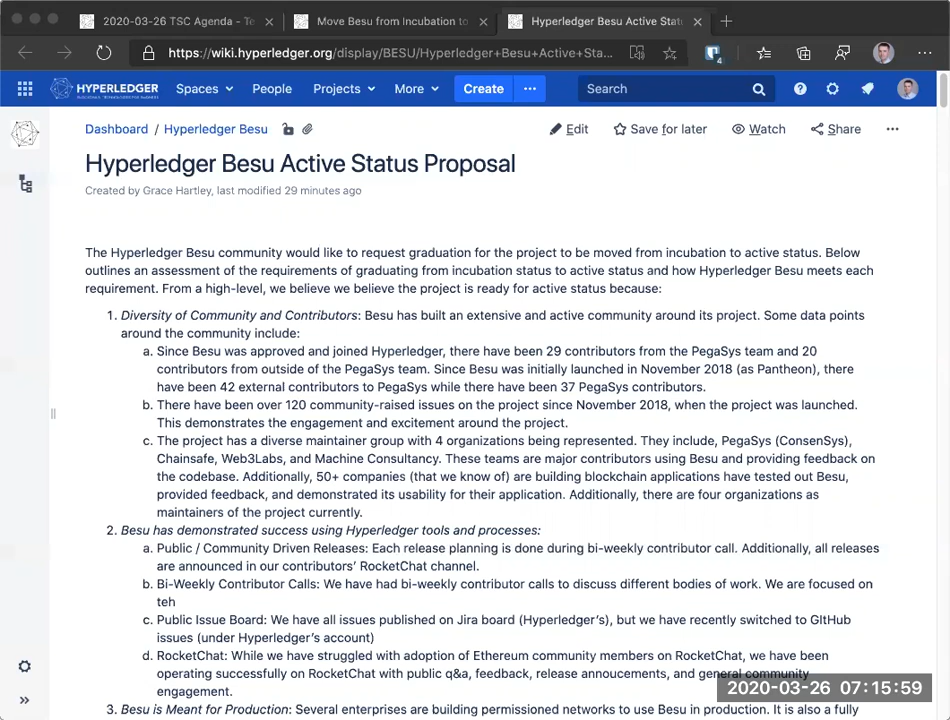 2020-03-26 TSC Agenda - Te
Move Besu from Incubation to
Hyperledger Besu Active Statu
https://wiki.hyperledger.org/display/BESU/Hyperledger+Besu+Active+Sta...
4
HYPERLEDGER
Spaces
People
Projects
More
Create
Search
Dashboard / Hyperledger Besu
Edit
Save for later
Watch
Share
Hyperledger Besu Active Status Proposal
Created by Grace Hartley, last modified 29 minutes ago
The Hyperledger Besu community would like to request graduation for the project to be moved from incubation to active status. Below
outlines an assessment of the requirements of graduating from incubation status to active status and how Hyperledger Besu meets each
requirement. From a high-level, we believe we believe the project is ready for active status because:
1. Diversity of Community and Contributors: Besu has built an extensive and active community around its project. Some data points
around the community include:
a. Since Besu was approved and joined Hyperledger, there have been 29 contributors from the PegaSys team and 20
contributors from outside of the PegaSys team. Since Besu was initially launched in November 2018 (as Pantheon), there
have been 42 external contributors to PegaSys while there have been 37 PegaSys contributors.
b. There have been over 120 community-raised issues on the project since November 2018, when the project was launched.
This demonstrates the engagement and excitement around the project.
c. The project has a diverse maintainer group with 4 organizations being represented. They include, PegaSys (ConsenSys),
Chainsafe, Web3Labs, and Machine Consultancy. These teams are major contributors using Besu and providing feedback on
the codebase. Additionally, 50+ companies (that we know of) are building blockchain applications have tested out Besu,
provided feedback, and demonstrated its usability for their application. Additionally, there are four organizations as
maintainers of the project currently.
2. Besu has demonstrated success using Hyperledger tools and processes:
a. Public / Community Driven Releases: Each release planning is done during bi-weekly contributor call. Additionally, all releases
are announced in our contributors' RocketChat channel.
b. Bi-Weekly Contributor Calls: We have had bi-weekly contributor calls to discuss different bodies of work. We are focused on
teh
c. Public Issue Board: We have all issues published on Jira board (Hyperledger's), but we have recently switched to GItHub
issues (under Hyperledger's account)
d. RocketChat: While we have struggled with adoption of Ethereum community members on RocketChat, we have been
operating successfully on RocketChat with public q&a, feedback, release annoucements, and general community
engagement.
2020-03-26 07:15:59
3. Besu is Meant for Production: Several enterprises are building permissioned networks to use Besu in production. It is also a fully